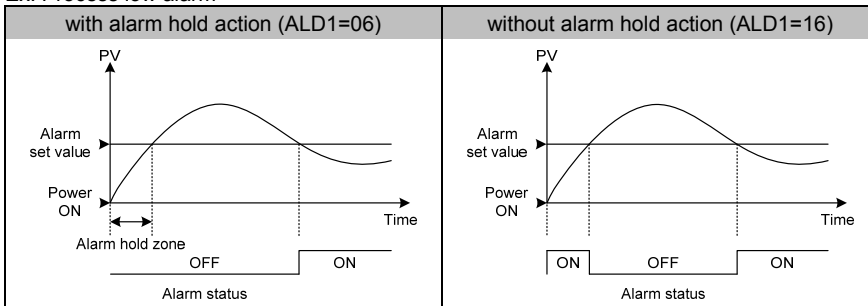 with alarm hold action (ALD1=06)
without alarm hold action (ALD1=16)
PV
Alarm
set value
Power
ON
Time
Alarm hold zone
OFF
ON
Alarm status
PV
Alarm
set value
Power
ON
Time
ON
OFF
ON
Alarm status